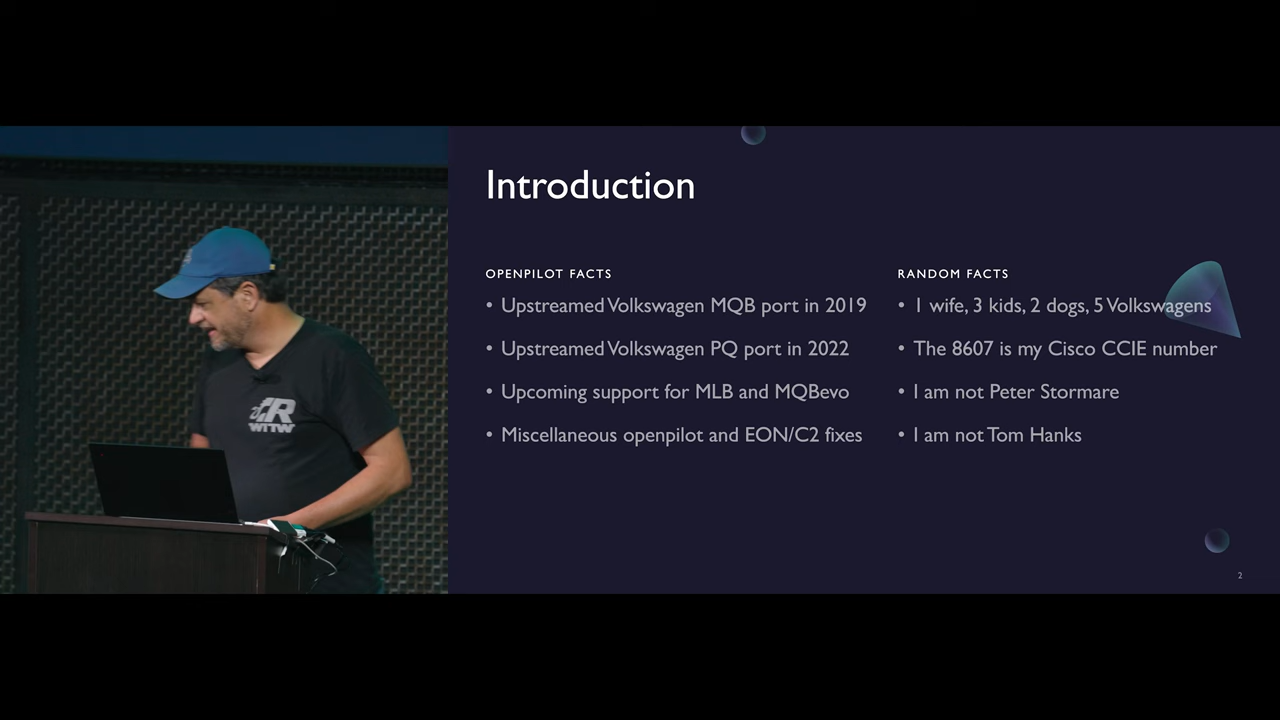 Introduction
OPENPILOT FACTS
• Upstreamed Volkswagen MQB port in 2019
• Upstreamed Volkswagen PQ port in 2022
• Upcoming support for MLB and MQBevo
• Miscellaneous openpilot and EON/C2 fixes
RANDOM FACTS
• 1 wife, 3 kids, 2 dogs, 5 Volkswagens
• The 8607 is my Cisco CCIE number
• I am not Peter Stormare
• I am not Tom Hanks
2